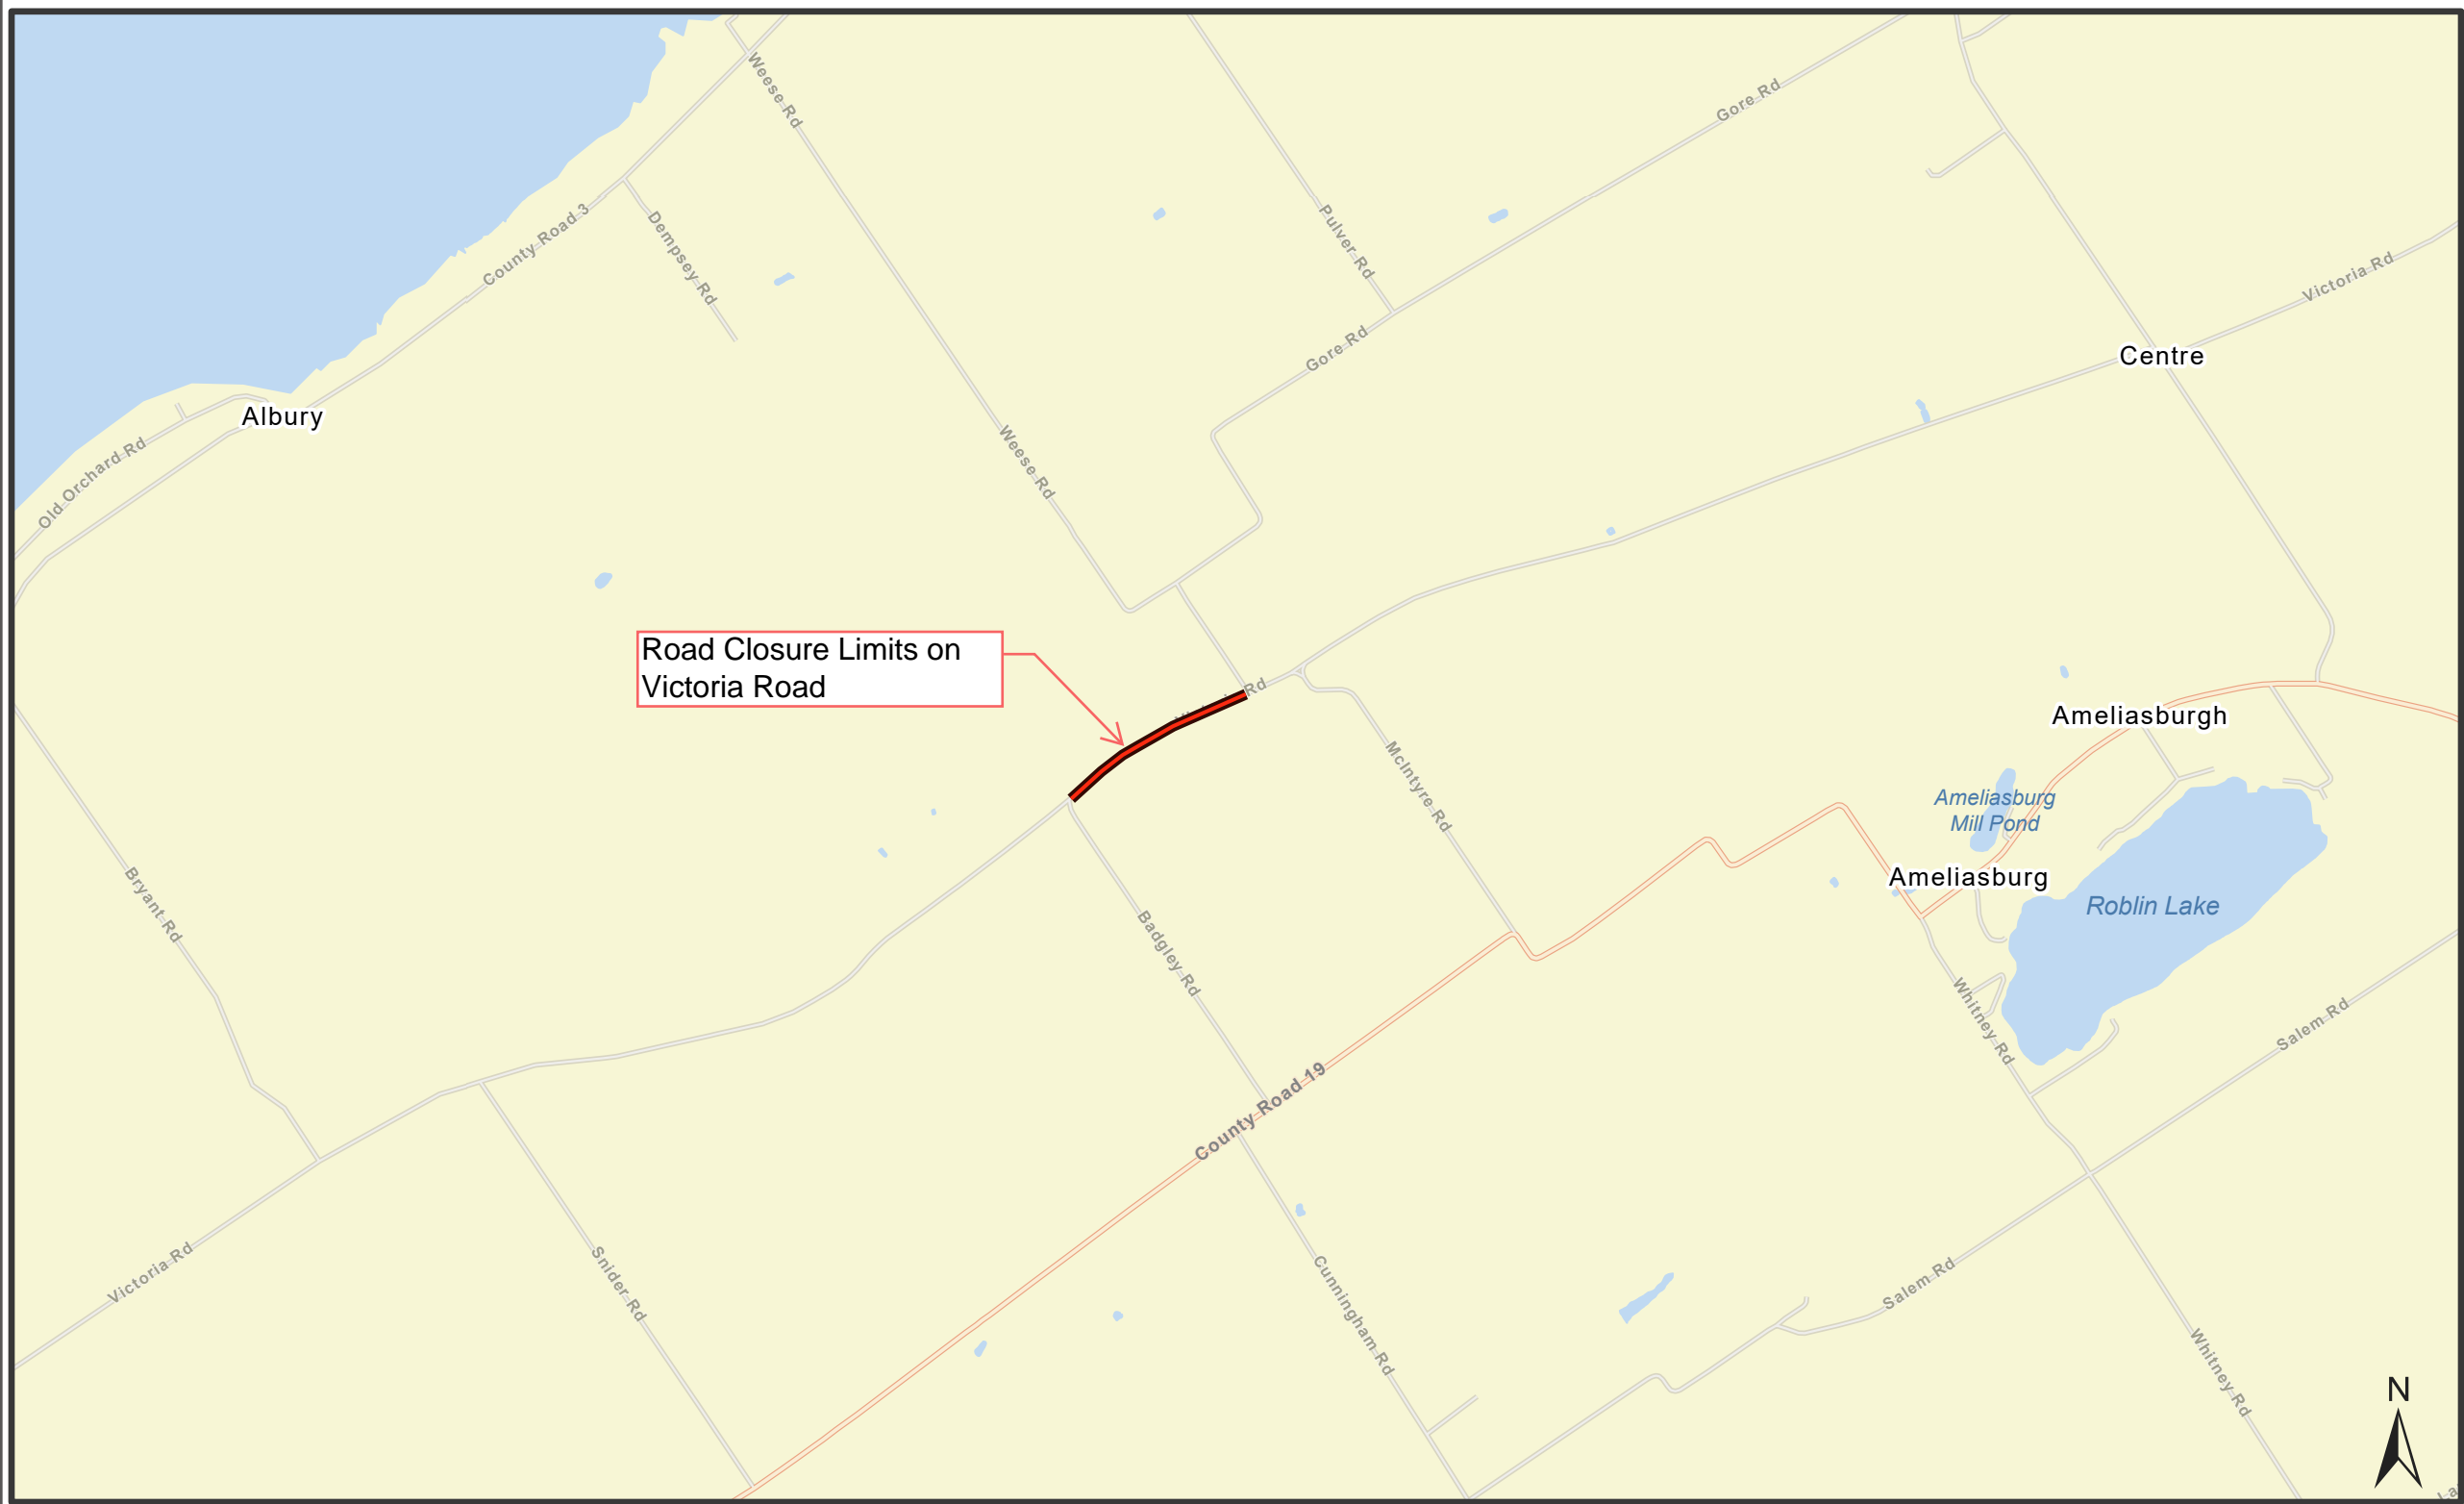 Weese Rd
Gore Rd
County Road 3
Dempsey Rd
Pulver Rd
Victoria Rd
Gore Rd
Centre
Albury
Old Orchard Rd
Weese Rd
Road Closure Limits on
Victoria Road
Rd
Ameliasburgh
McIntyre Rd
Ameliasburg
Mill Pond
Ameliasburg
Roblin Lake
Bryant Rd
Badgley Rd
Whitney Rd
Salem Rd
County Road 19
Victoria Rd
Snider Rd
Cunningham Rd
Salem Rd
Whitney Rd
N